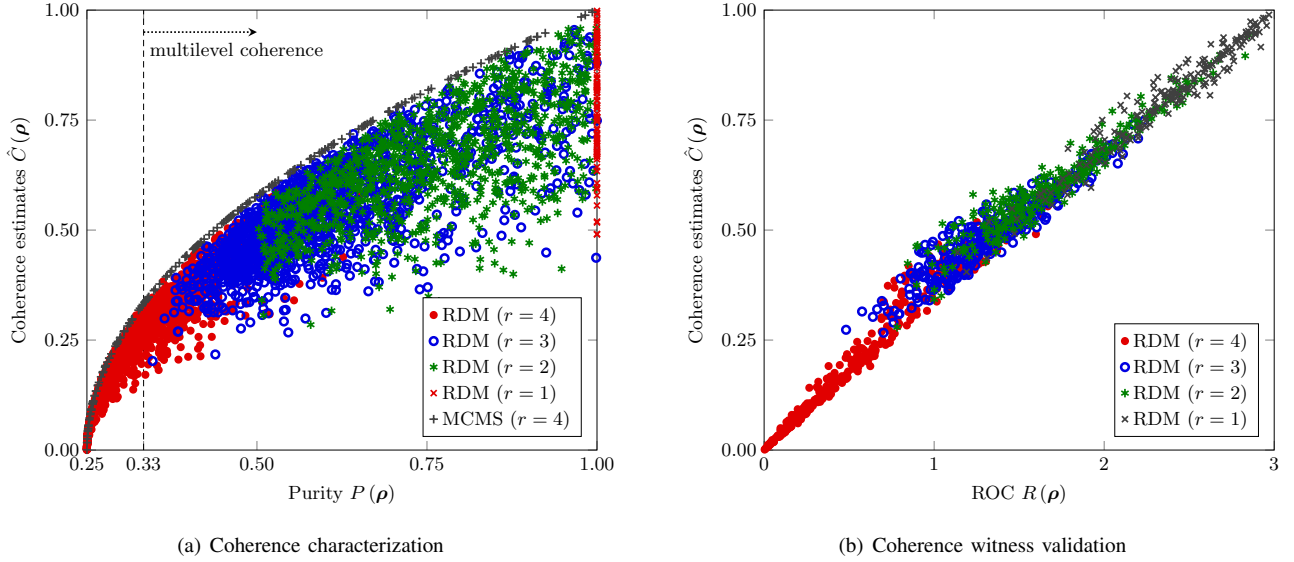 1.00
0.75
0.50
0.25
0.00
0.25
0.33
0.50
0.75
1.00
Coherence estimates Ĉ (ρ)
Purity P (ρ)
multilevel coherence
RDM (r = 4)
RDM (r = 3)
RDM (r = 2)
RDM (r = 1)
MCMS (r = 4)
(a) Coherence characterization
1.00
0.75
0.50
0.25
0.00
0
1
2
3
Coherence estimates Ĉ (ρ)
ROC R (ρ)
RDM (r = 4)
RDM (r = 3)
RDM (r = 2)
RDM (r = 1)
(b) Coherence witness validation